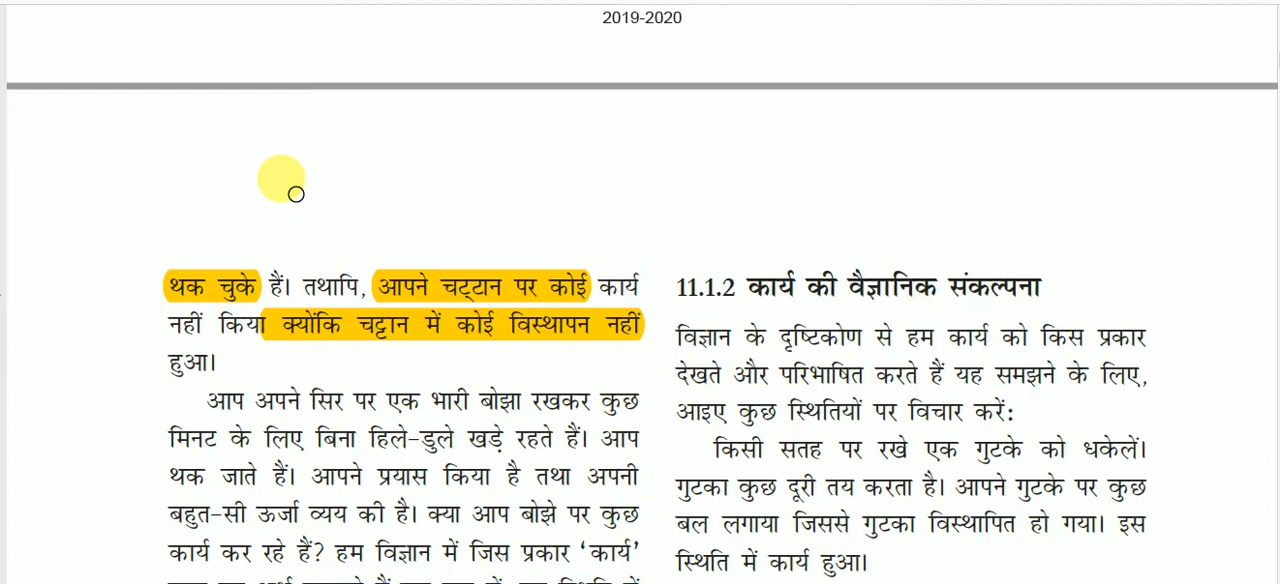 2019-2020
थक चुके हैं। तथापि, आपने चट्टान पर कोई कार्य
नहीं किया क्योंकि चट्टान में कोई विस्थापन नहीं
हुआ।
आप अपने सिर पर एक भारी बोझा रखकर कुछ
मिनट के लिए बिना हिले-डुले खड़े रहते हैं। आप
थक जाते हैं। आपने प्रयास किया है तथा अपनी
बहुत-सी ऊर्जा व्यय की है। क्या आप बोझे पर कुछ
कार्य कर रहे हैं? हम विज्ञान में जिस प्रकार ‘कार्य’
11.1.2 कार्य की वैज्ञानिक संकल्पना
विज्ञान के दृष्टिकोण से हम कार्य को किस प्रकार
देखते और परिभाषित करते हैं यह समझने के लिए,
आइए कुछ स्थितियों पर विचार करें:
किसी सतह पर रखे एक गुटके को धकेलें।
गुटका कुछ दूरी तय करता है। आपने गुटके पर कुछ
बल लगाया जिससे गुटका विस्थापित हो गया। इस
स्थिति में कार्य हुआ।